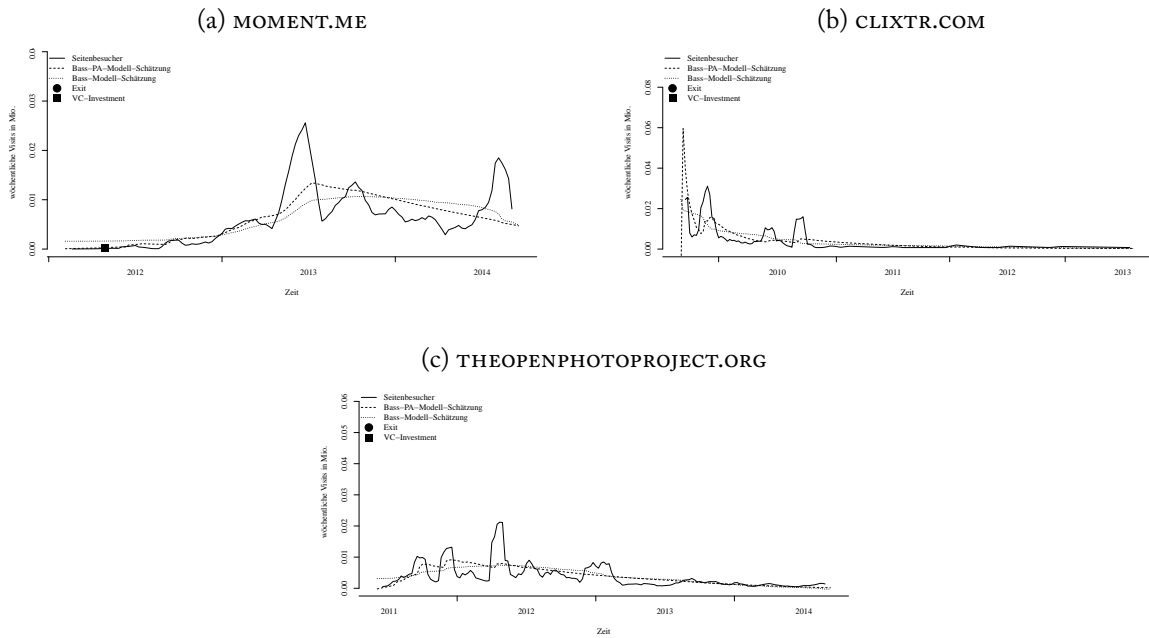 (a) MOMENT.ME
Seitenbesucher
Bass−PA−Modell−Schätzung
Bass−Modell−Schätzung
Exit
VC−Investment
wöchentliche Visits in Mio.
0.00
0.01
0.02
0.03
2012
2013
2014
Zeit
(b) CLIXTR.COM
Seitenbesucher
Bass−PA−Modell−Schätzung
Bass−Modell−Schätzung
Exit
VC−Investment
wöchentliche Visits in Mio.
0.00
0.02
0.04
0.06
0.08
2010
2011
2012
2013
Zeit
(c) THEOPENPHOTOPROJECT.ORG
Seitenbesucher
Bass−PA−Modell−Schätzung
Bass−Modell−Schätzung
Exit
VC−Investment
wöchentliche Visits in Mio.
0.00
0.01
0.02
0.03
0.04
0.05
0.06
2011
2012
2013
2014
Zeit